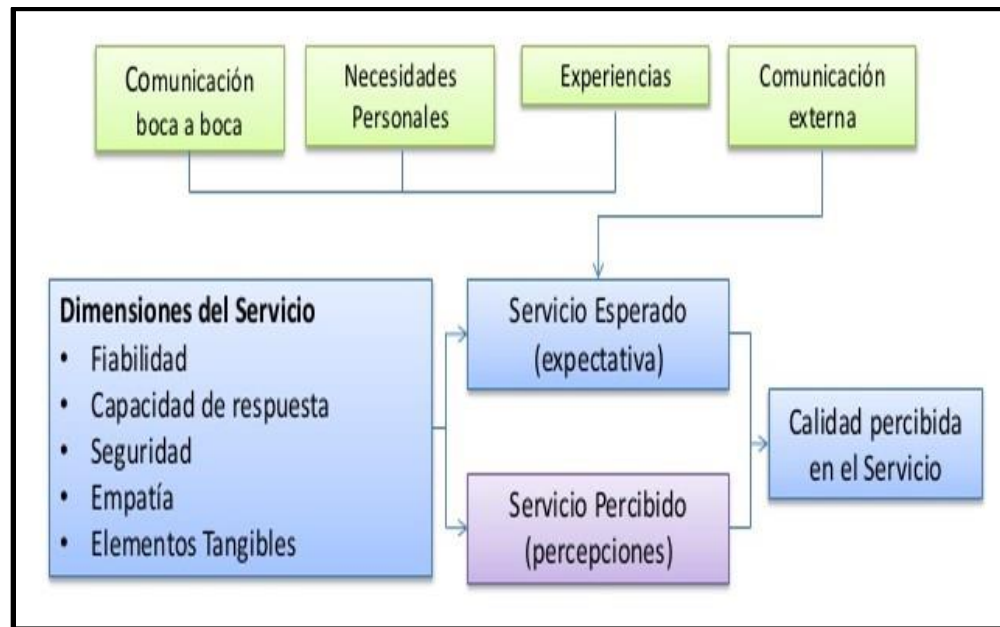 Comunicación
boca a boca
Necesidades
Personales
Experiencias
Comunicación
externa
Dimensiones del Servicio
• Fiabilidad
• Capacidad de respuesta
• Seguridad
• Empatía
• Elementos Tangibles
Servicio Esperado
(expectativa)
Servicio Percibido
(percepciones)
Calidad percibida
en el Servicio